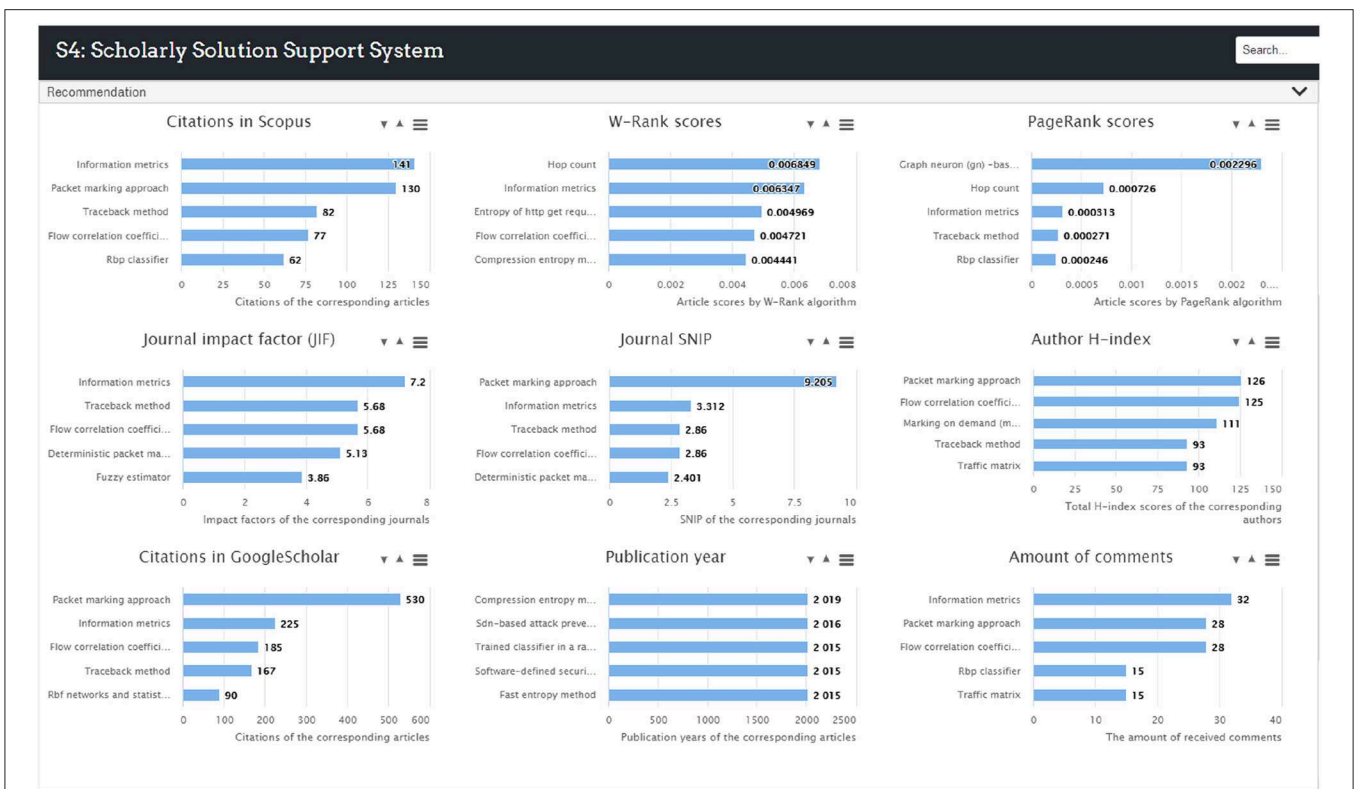 S4: Scholarly Solution Support System
Search...
Recommendation
Citations in Scopus
Information metrics 141
Packet marking approach 130
Traceback method 82
Flow correlation coeffici... 77
Rbp classifier 62
0 25 50 75 100 125 150
Citations of the corresponding articles
W-Rank scores
Hop count 0.006849
Information metrics 0.006347
Entropy of http get requ... 0.004969
Flow correlation coeffici... 0.004721
Compression entropy m... 0.004441
0 0.002 0.004 0.006 0.008
Article scores by W-Rank algorithm
PageRank scores
Graph neuron (gn) -bas... 0.002296
Hop count 0.000726
Information metrics 0.000313
Traceback method 0.000271
Rbp classifier 0.000246
0 0.0005 0.001 0.0015 0.002 0....
Article scores by PageRank algorithm
Journal impact factor (JIF)
Information metrics 7.2
Traceback method 5.68
Flow correlation coeffici... 5.68
Deterministic packet ma... 5.13
Fuzzy estimator 3.86
0 2 4 6 8
Impact factors of the corresponding journals
Journal SNIP
Packet marking approach 9.205
Information metrics 3.312
Traceback method 2.86
Flow correlation coeffici... 2.86
Deterministic packet ma... 2.401
0 2.5 5 7.5 10
SNIP of the corresponding journals
Author H-index
Packet marking approach 126
Flow correlation coeffici... 125
Marking on demand (m... 111
Traceback method 93
Traffic matrix 93
0 25 50 75 100 125 150
Total H-index scores of the corresponding
authors
Citations in GoogleScholar
Packet marking approach 530
Information metrics 225
Flow correlation coeffici... 185
Traceback method 167
Rbf networks and statist... 90
0 100 200 300 400 500 600
Citations of the corresponding articles
Publication year
Compression entropy m... 2 019
Sdn-based attack preve... 2 016
Trained classifier in a ra... 2 015
Software-defined securi... 2 015
Fast entropy method 2 015
0 500 1000 1500 2000 2500
Publication years of the corresponding articles
Amount of comments
Information metrics 32
Packet marking approach 28
Flow correlation coeffici... 28
Rbp classifier 15
Traffic matrix 15
0 10 20 30 40
The amount of received comments